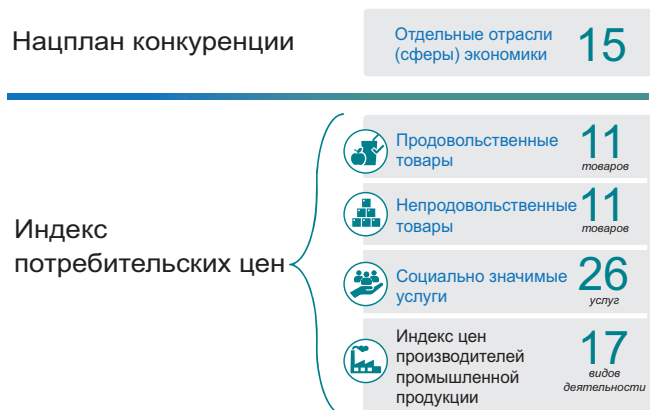 Нацплан конкуренции
Отдельные отрасли
(сферы) экономики
15
Индекс
потребительских цен
Продовольственные
товары
11
товаров
Непродовольственные
товары
11
товаров
Социально значимые
услуги
26
услуг
Индекс цен
производителей
промышленной
продукции
17
видов
деятельности